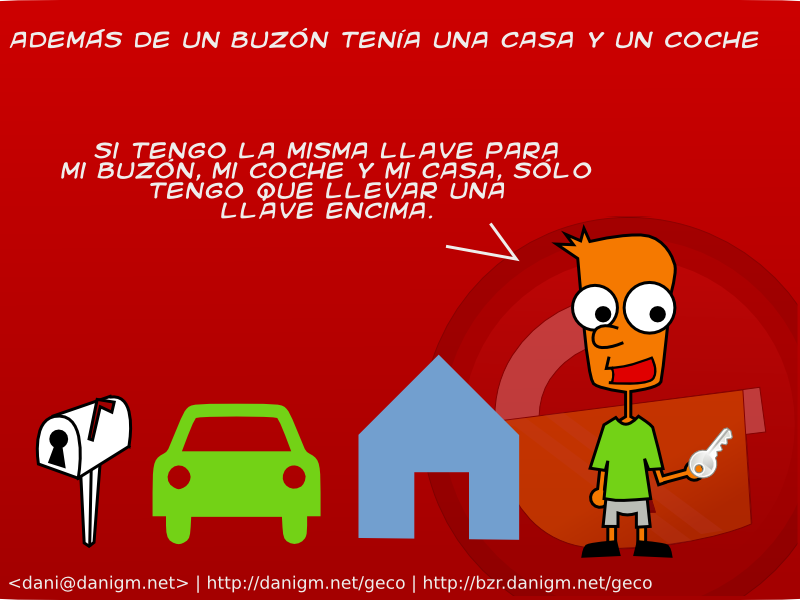 ADEMÁS DE UN BUZÓN TENÍA UNA CASA Y UN COCHE
SI TENGO LA MISMA LLAVE PARA
MI BUZÓN, MI COCHE Y MI CASA, SÓLO
TENGO QUE LLEVAR UNA
LLAVE ENCIMA.
<dani@danigm.net> | http://danigm.net/geco | http://bzr.danigm.net/geco